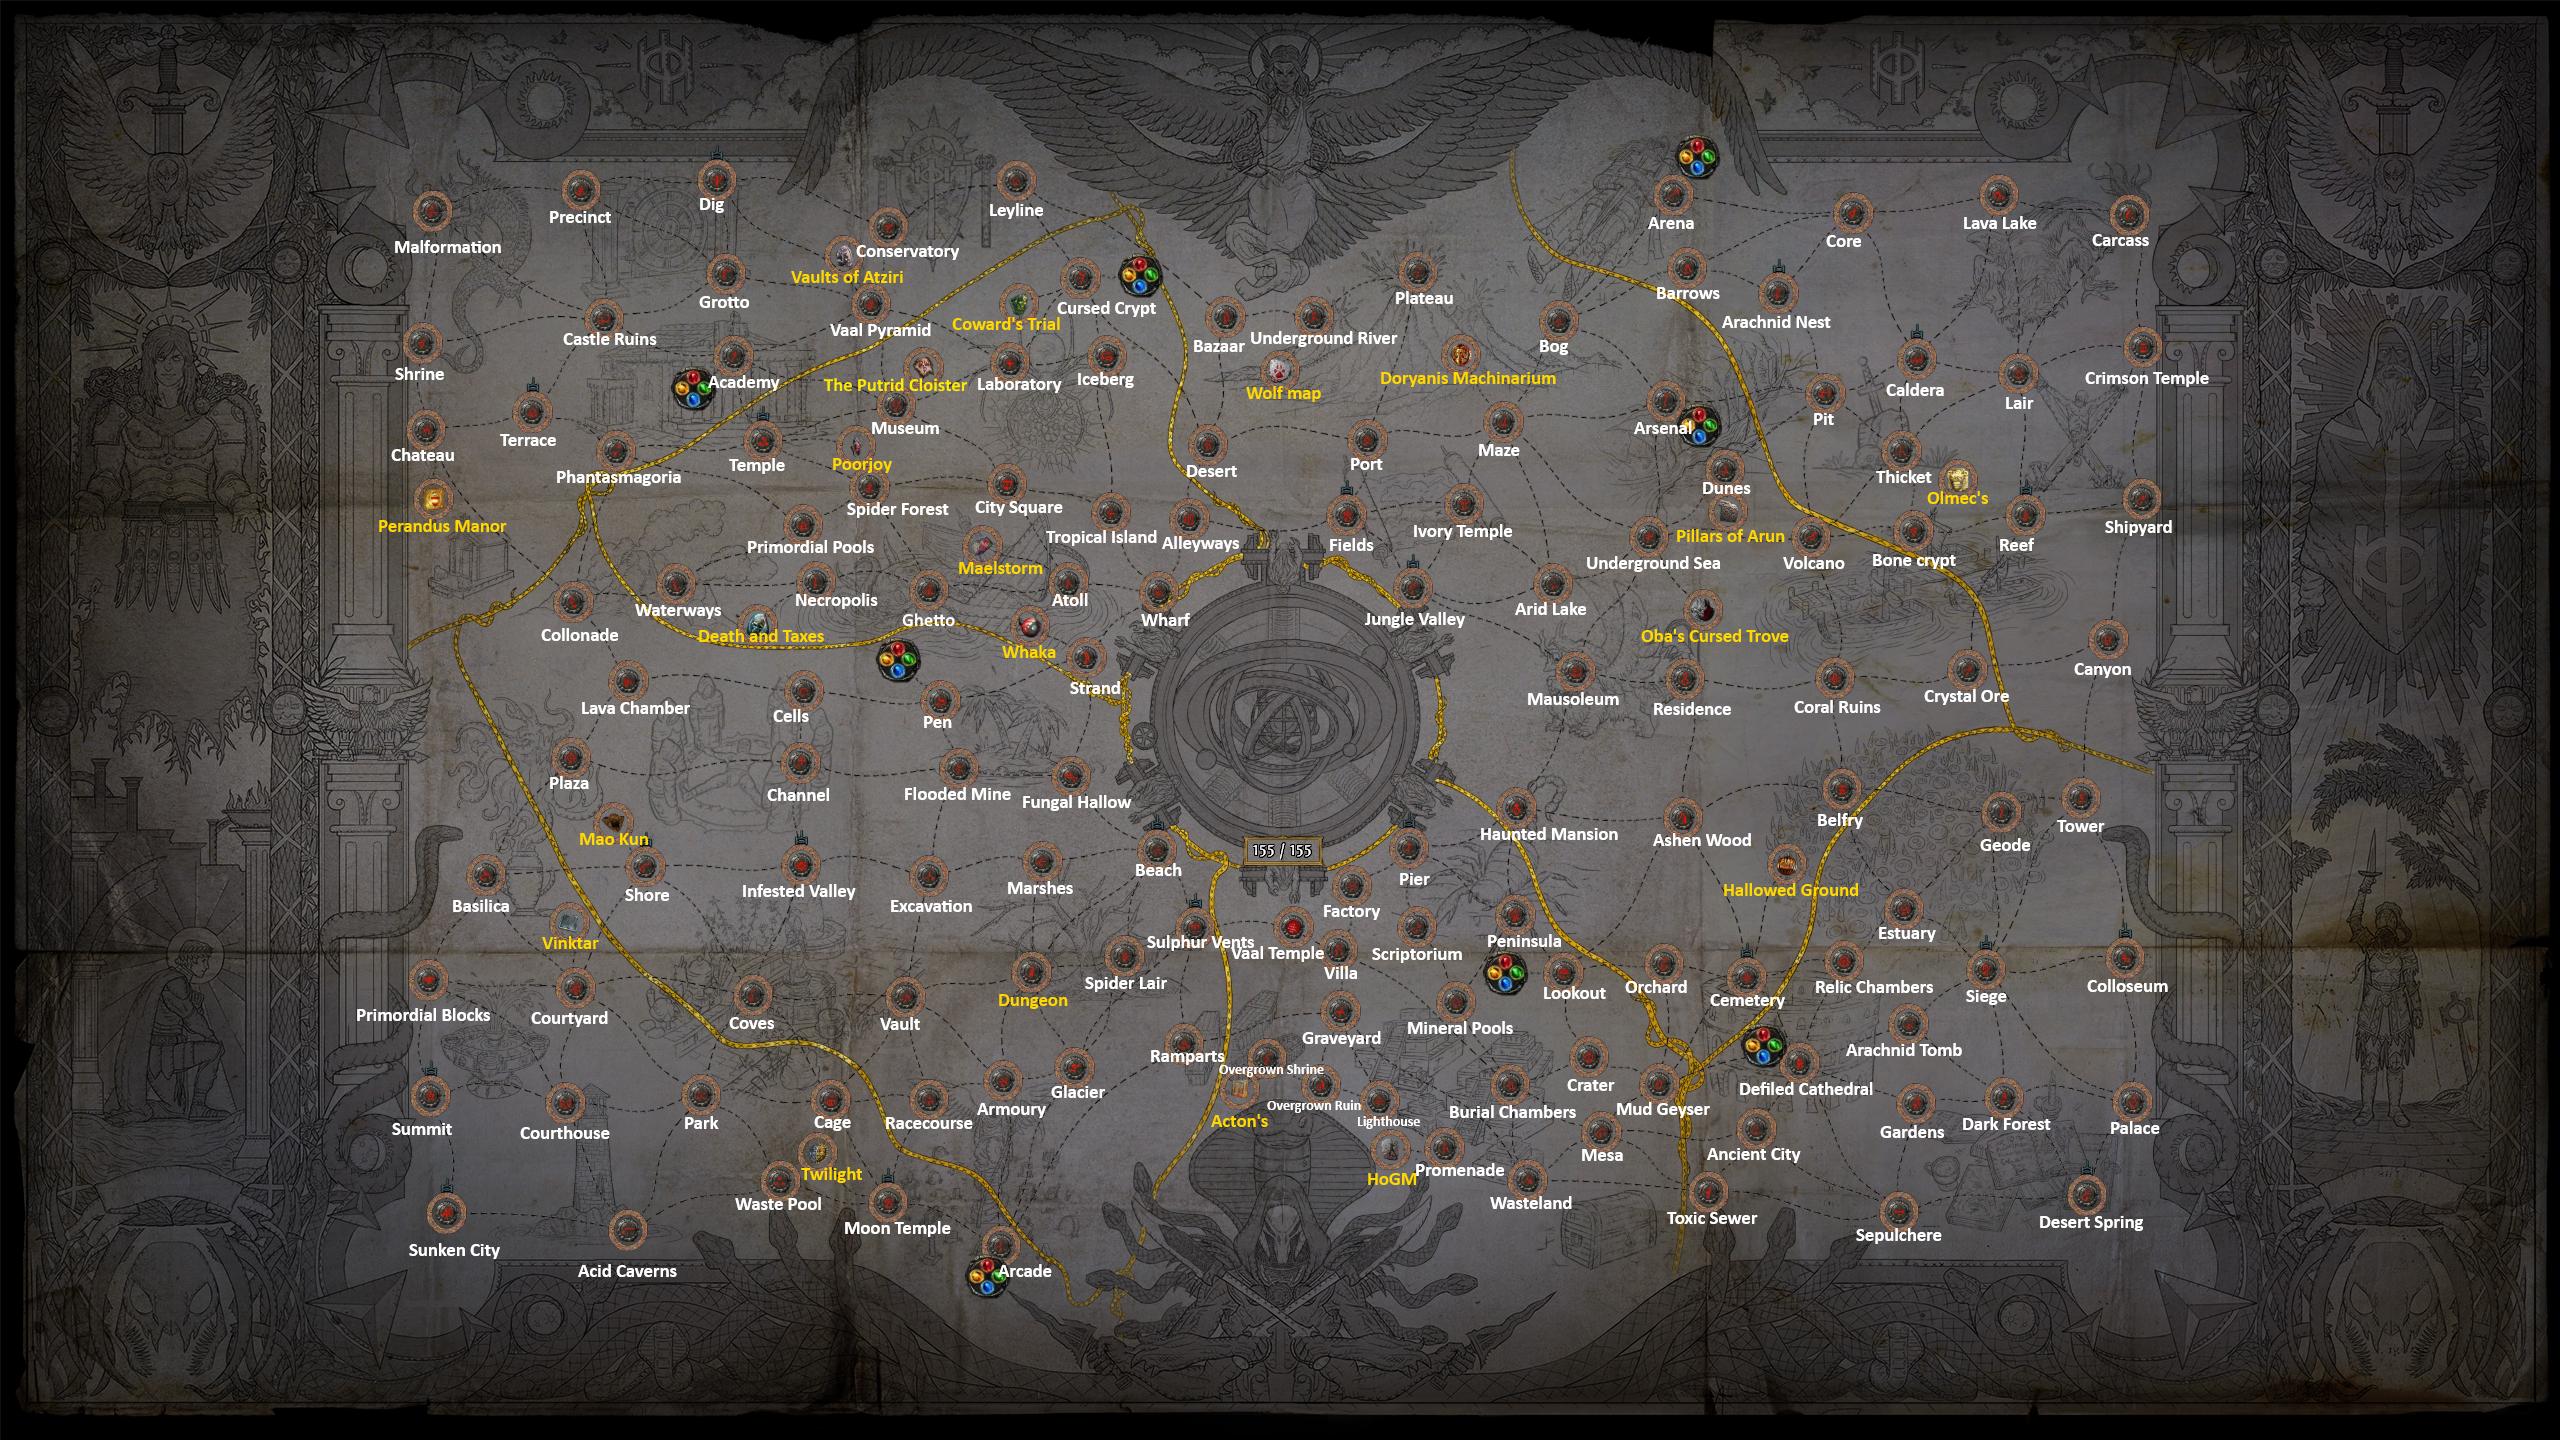 Malformation
Precinct
Dig
Leyline
Conservatory
Vaults of Atziri
Grotto
Castle Ruins
Vaal Pyramid
Coward's Trial
Cursed Crypt
Shrine
Academy
The Putrid Cloister
Laboratory
Iceberg
Terrace
Museum
Chateau
Phantasmagoria
Temple
Poorjoy
Spider Forest
City Square
Perandus Manor
Primordial Pools
Tropical Island
Alleyways
Maelstorm
Collonade
Waterways
Necropolis
Death and Taxes
Ghetto
Atoll
Wharf
Whaka
Strand
Lava Chamber
Cells
Pen
Plaza
Channel
Flooded Mine
Fungal Hallow
Mao Kun
Shore
Infested Valley
Excavation
Marshes
Beach
Basilica
Vinktar
Primordial Blocks
Courtyard
Coves
Vault
Dungeon
Spider Lair
Summit
Courthouse
Park
Cage
Racecourse
Armoury
Glacier
Twilight
Waste Pool
Moon Temple
Sunken City
Acid Caverns
Arcade
Arena
Core
Lava Lake
Carcass
Plateau
Barrows
Arachnid Nest
Bazaar
Underground River
Bog
Wolf map
Doryanis Machinarium
Caldera
Lair
Crimson Temple
Maze
Arsenal
Pit
Desert
Port
Dunes
Thicket
Olmec's
Fields
Ivory Temple
Pillars of Arun
Underground Sea
Volcano
Bone crypt
Reef
Shipyard
Jungle Valley
Arid Lake
Oba's Cursed Trove
Canyon
Mausoleum
Residence
Coral Ruins
Crystal Ore
155 / 155
Haunted Mansion
Ashen Wood
Belfry
Geode
Tower
Pier
Factory
Hallowed Ground
Sulphur Vents
Vaal Temple
Villa
Scriptorium
Peninsula
Estuary
Lookout
Orchard
Cemetery
Relic Chambers
Siege
Colloseum
Mineral Pools
Graveyard
Ramparts
Overgrown Shrine
Acton's
Overgrown Ruin
Lighthouse
Burial Chambers
Crater
Mud Geyser
Defiled Cathedral
Arachnid Tomb
Gardens
Dark Forest
Palace
HoGM
Promenade
Mesa
Ancient City
Wasteland
Toxic Sewer
Sepulchere
Desert Spring